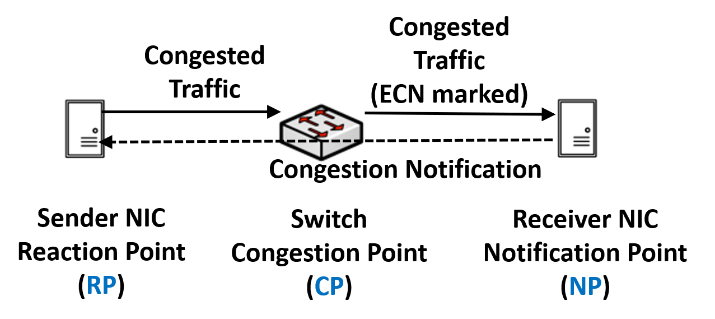 Congested
Traffic
Congested
Traffic
(ECN marked)
Congestion Notification
Sender NIC
Reaction Point
(RP)
Switch
Congestion Point
(CP)
Receiver NIC
Notification Point
(NP)